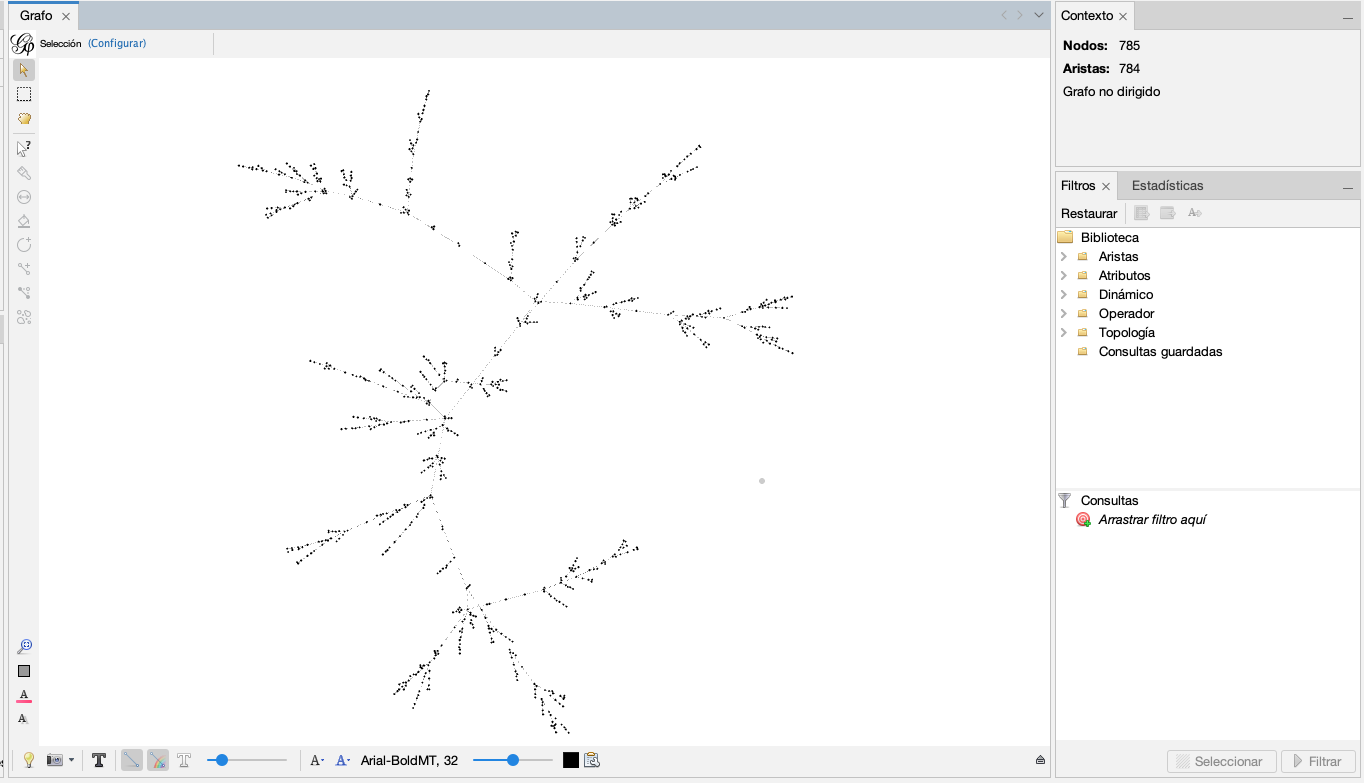 Grafo
Selección (Configurar)
Arial-BoldMT, 32
Contexto
Nodos: 785
Aristas: 784
Grafo no dirigido
Filtros
Estadísticas
Restaurar
Biblioteca
Aristas
Atributos
Dinámico
Operador
Topología
Consultas guardadas
Consultas
Arrastrar filtro aquí
Seleccionar
Filtrar